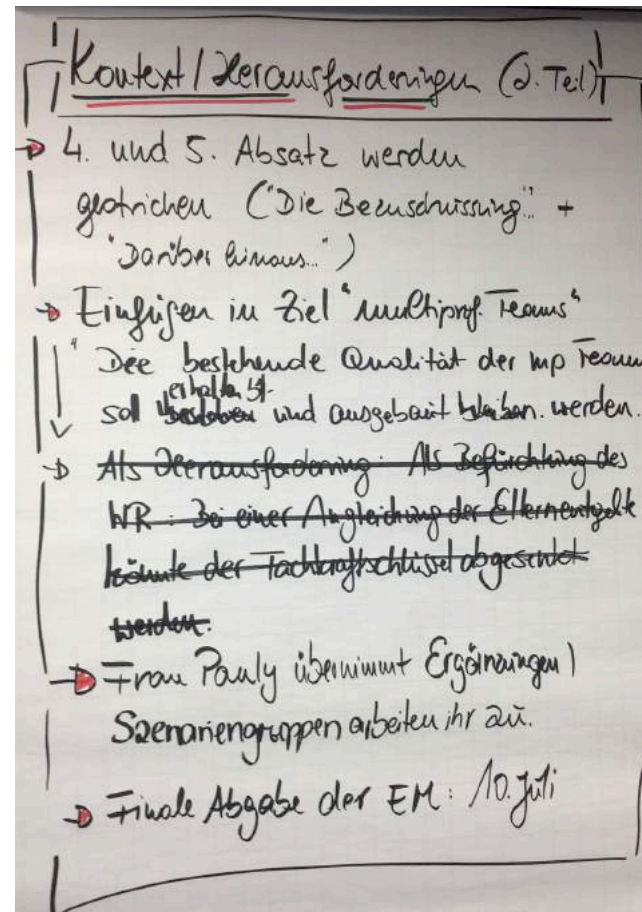 Kontext / Herausforderungen (2. Teil)
→ 4. und 5. Absatz werden
gestrichen ("Die Bezuschussung..." +
"Darüber hinaus...")
→ Einfügen in Ziel "multiprof. Teams"
"Die bestehende Qualität der mp Teams
erhalten
soll und ausgebaut bleiben. werden.
→ Als Herausforderung: Als Befürchtung des
WR: Bei einer Angleichung der Elternentgelte
könnte der Fachkraftschlüssel abgesenkt
werden.
→ Frau Pauly übernimmt Ergänzungen /
Szenariengruppen arbeiten ihr zu.
→ Finale Abgabe der EM: 10. Juli